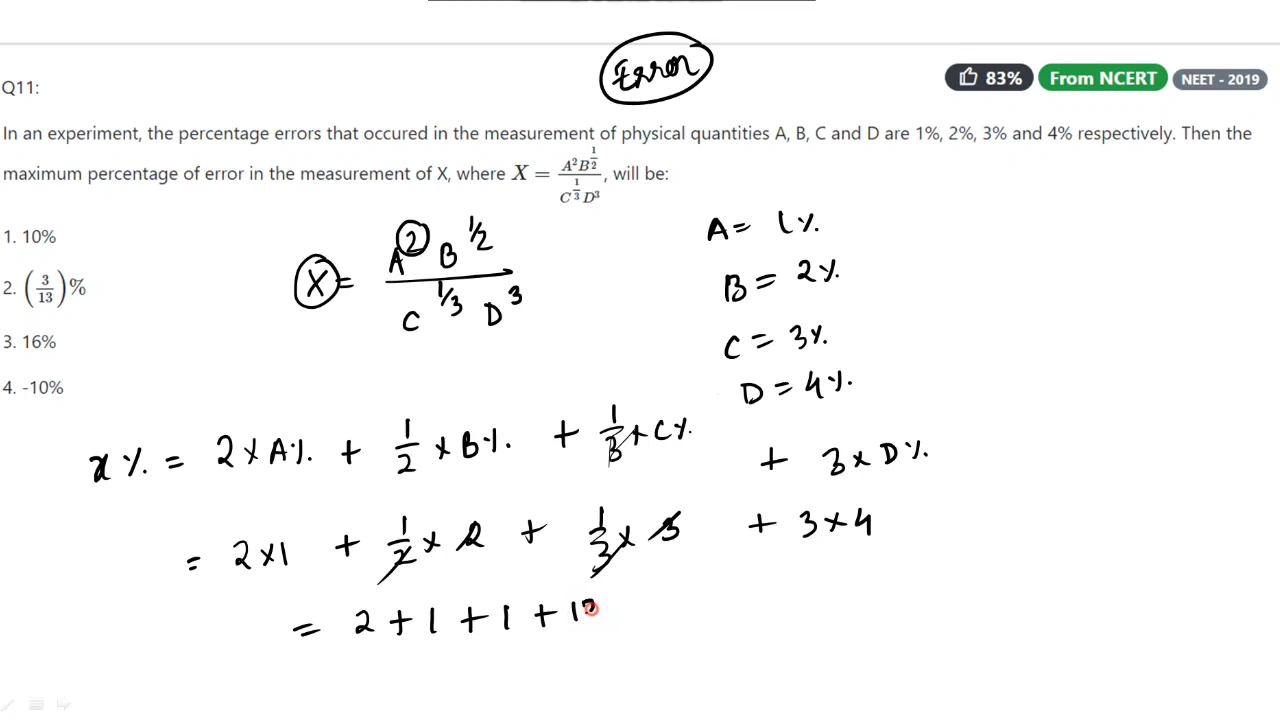 Error
Q11:
83% From NCERT NEET - 2019
In an experiment, the percentage errors that occured in the measurement of physical quantities A, B, C and D are 1%, 2%, 3% and 4% respectively. Then the
maximum percentage of error in the measurement of X, where X = A²B^(1/2) / C^(1/3)D³, will be:
1. 10%
2. (3/13)%
3. 16%
4. -10%
X = A² B^(1/2) / C^(1/3) D³
A = 1%
B = 2%
C = 3%
D = 4%
x% = 2×A% + 1/2 × B% + 1/3 × C% + 3×D%
= 2×1 + 1/2 × 2 + 1/3 × 3 + 3×4
= 2+1+1+12